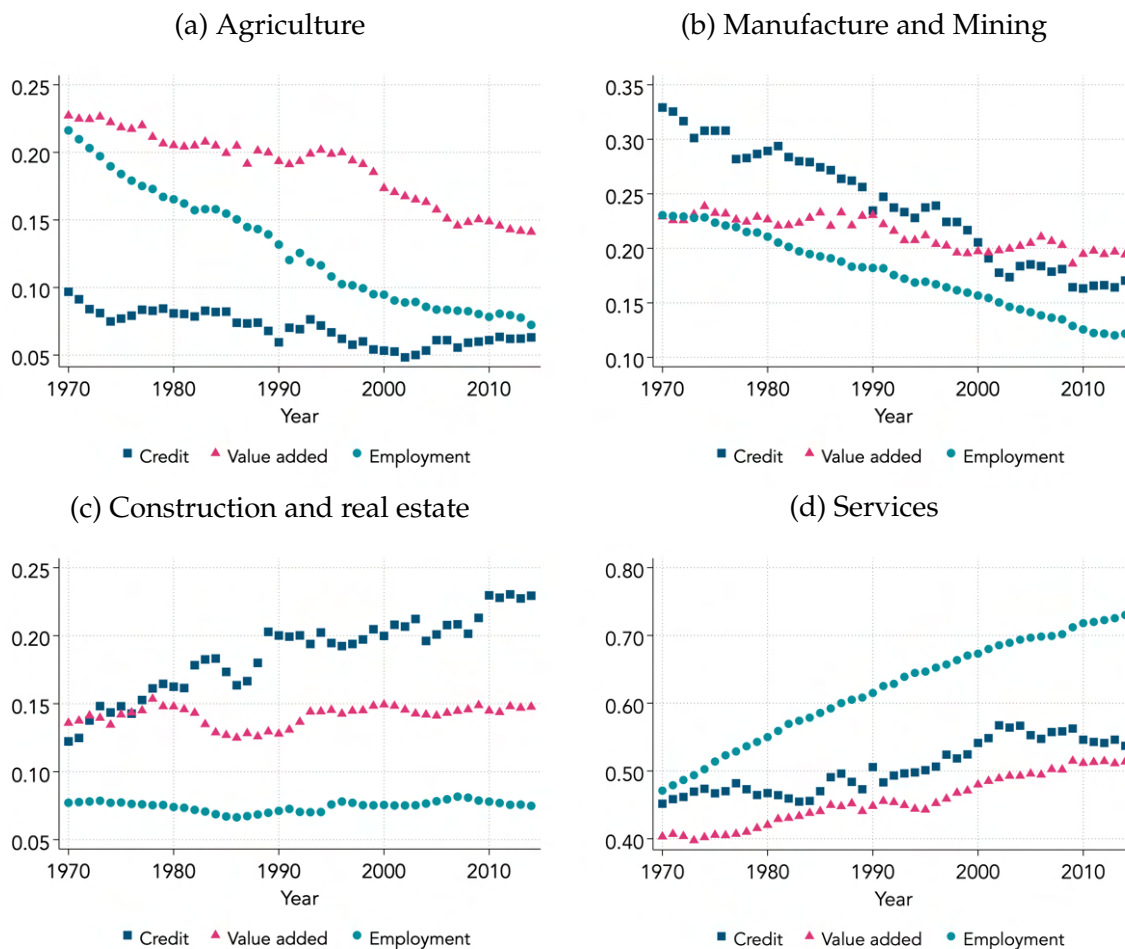 (a) Agriculture
0.25
0.20
0.15
0.10
0.05
1970 1980 1990 2000 2010
Year
Credit Value added Employment
(b) Manufacture and Mining
0.35
0.30
0.25
0.20
0.15
0.10
1970 1980 1990 2000 2010
Year
Credit Value added Employment
(c) Construction and real estate
0.25
0.20
0.15
0.10
0.05
1970 1980 1990 2000 2010
Year
Credit Value added Employment
(d) Services
0.80
0.70
0.60
0.50
0.40
1970 1980 1990 2000 2010
Year
Credit Value added Employment